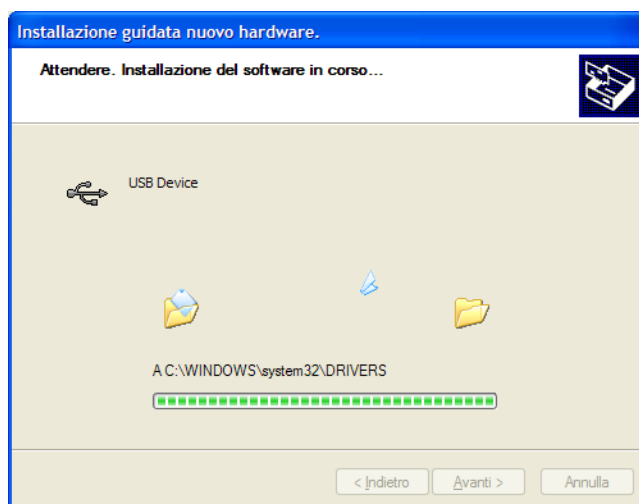 Installazione guidata nuovo hardware.
Attendere. Installazione del software in corso...
USB Device
A C:\WINDOWS\system32\DRIVERS
< Indietro
Avanti >
Annulla